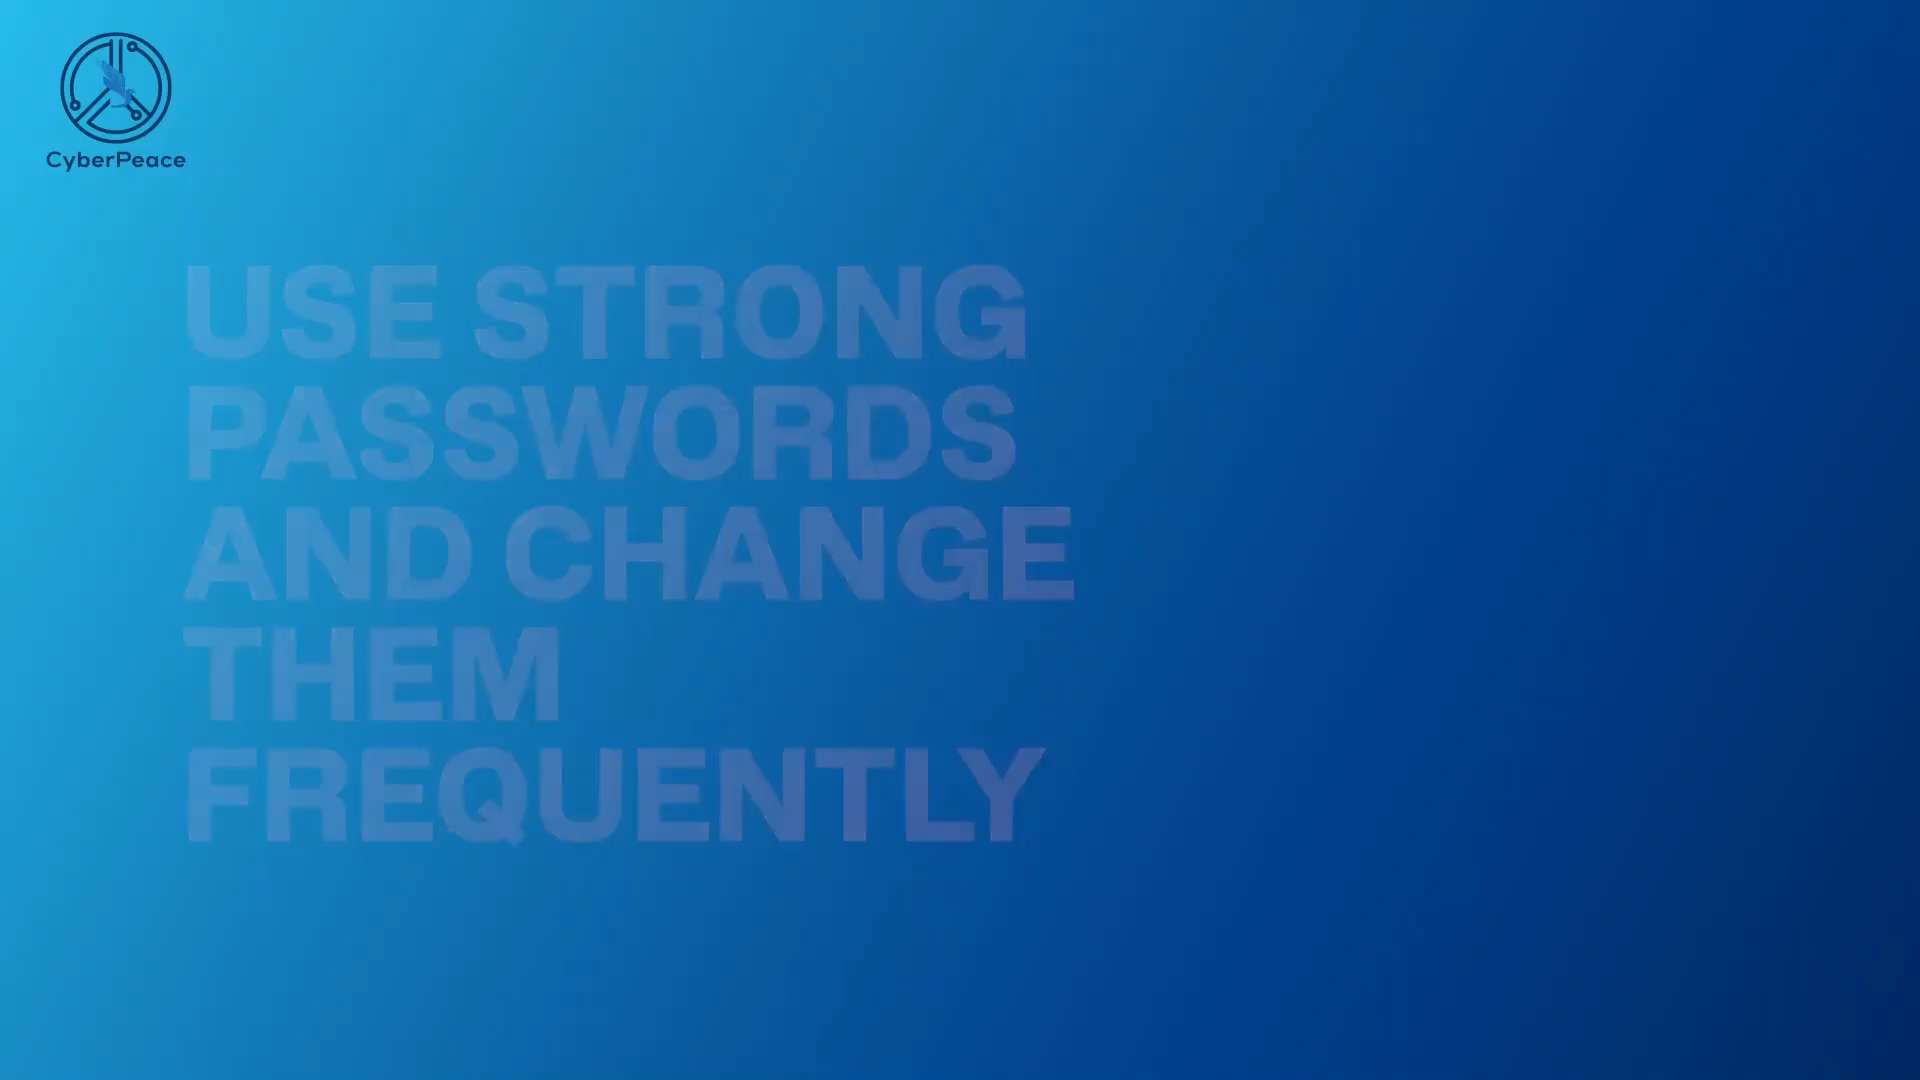 CyberPeace
USE STRONG
PASSWORDS
AND CHANGE
THEM
FREQUENTLY